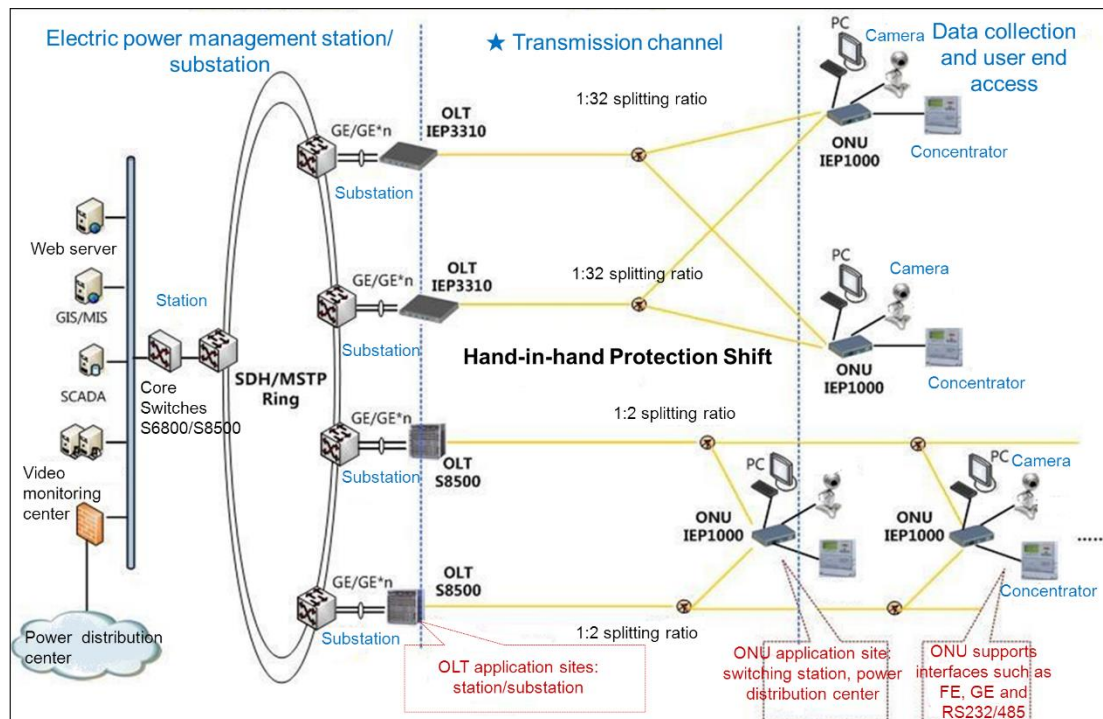 Electric power management station/
substation
★ Transmission channel
Data collection
and user end
access
PC
Camera
1:32 splitting ratio
OLT
IEP3310
GE/GE*n
Substation
ONU
IEP1000
Concentrator
Web server
GIS/MIS
SCADA
Video
monitoring
center
Power distribution
center
Station
Core
Switches
S6800/S8500
SDH/MSTP
Ring
GE/GE*n
OLT
IEP3310
Substation
1:32 splitting ratio
PC
Camera
ONU
IEP1000
Concentrator
Hand-in-hand Protection Shift
GE/GE*n
Substation
OLT
S8500
1:2 splitting ratio
PC
ONU
IEP1000
PC
Camera
ONU
IEP1000
.....
Concentrator
GE/GE*n
Substation
OLT
S8500
1:2 splitting ratio
OLT application sites:
station/substation
ONU application site:
switching station, power
distribution center
ONU supports
interfaces such as
FE, GE and
RS232/485